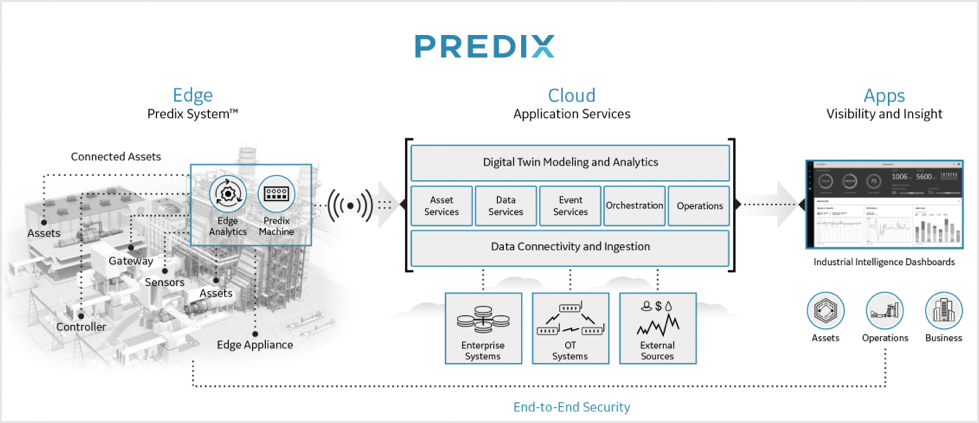 PREDIX
Edge
Predix System™
Connected Assets
Edge
Analytics
Predix
Machine
Assets
Gateway
Sensors
Assets
Controller
Edge Appliance
Cloud
Application Services
Digital Twin Modeling and Analytics
Asset
Services
Data
Services
Event
Services
Orchestration
Operations
Data Connectivity and Ingestion
Enterprise
Systems
OT
Systems
$
External
Sources
Apps
Visibility and Insight
75
1006
5600
Industrial Intelligence Dashboards
Assets
Operations
Business
End-to-End Security